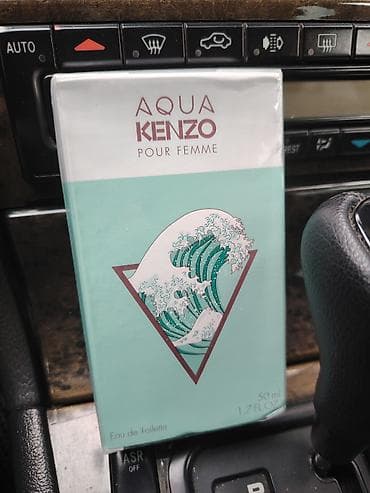 AUTO
AQUA
KENZO
POUR FEMME
50 ml
1.7 FL.OZ
Eau de Toilette
ASR
OFF